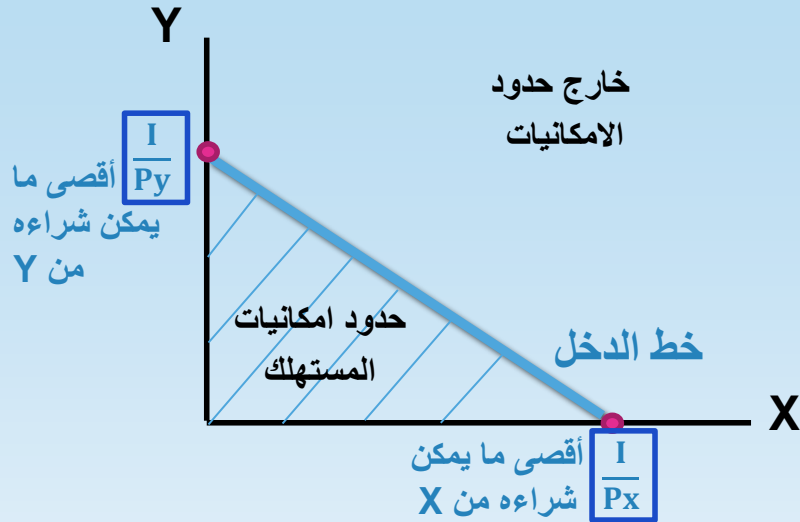 Y
خارج حدود
الامكانيات
I
Py
أقصى ما
يمكن شراءه
من Y
حدود امكانيات
المستهلك
خط الدخل
X
I
Px
أقصى ما يمكن
شراءه من X